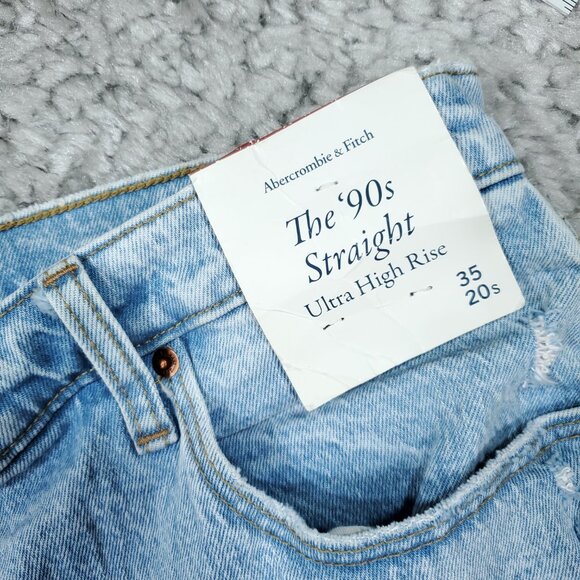 Abercrombie & Fitch
The ‘90s
Straight
Ultra High Rise
35
20s